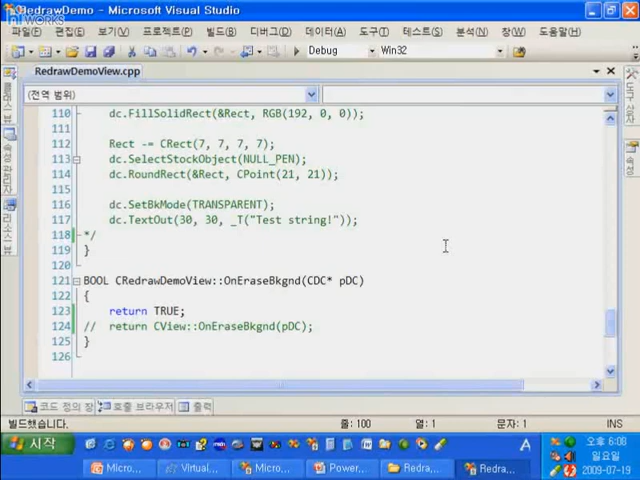 RedrawDemo - Microsoft Visual Studio
WORKS
파일(F) 편집(E) 보기(V) 프로젝트(P) 빌드(B) 디버그(D) 데이터(A) 도구(T) 테스트(S) 분석(N) 창(W) 도움말(H)
Debug Win32
RedrawDemoView.cpp
(전역 범위)
110 dc.FillSolidRect(&Rect, RGB(192, 0, 0));
111
112 Rect -= CRect(7, 7, 7, 7);
113 dc.SelectStockObject(NULL_PEN);
114 dc.RoundRect(&Rect, CPoint(21, 21));
115
116 dc.SetBkMode(TRANSPARENT);
117 dc.TextOut(30, 30, _T("Test string!"));
118 */
119 }
120
121 BOOL CRedrawDemoView::OnEraseBkgnd(CDC* pDC)
122 {
123 return TRUE;
124 // return CView::OnEraseBkgnd(pDC);
125 }
126
코드 정의 창 호출 브라우저 출력
빌드했습니다. 줄: 100 열: 1 문자: 1 INS
시작 A 오후 6:08
일요일
Micro... Virtual... Micro... Power... Redra... Redra... 2009-07-19